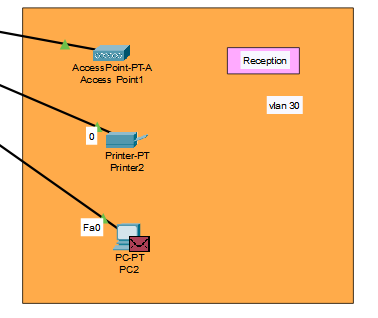 Reception
AccessPoint-PT-A
Access Point1
vlan 30
0
Printer-PT
Printer2
Fa0
PC-PT
PC2